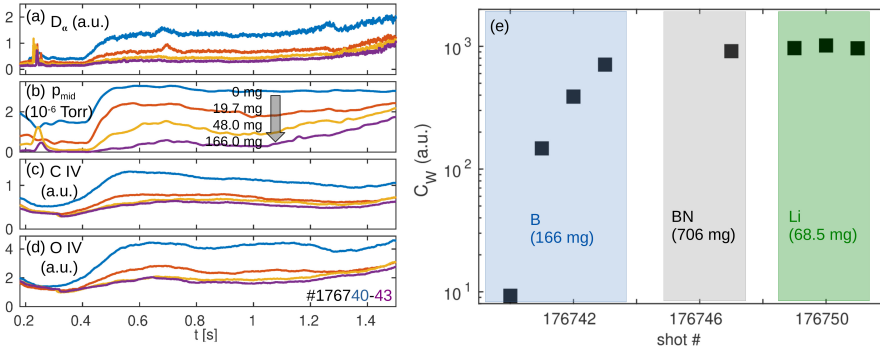 (a) Dα (a.u.)
2
1
0
(b) pmid
(10⁻⁶ Torr)
0 mg
19.7 mg
48.0 mg
166.0 mg
2
0
(c) C IV
(a.u.)
1
0
(d) O IV
(a.u.)
4
2
0
#176740-43
0.2 0.4 0.6 0.8 1 1.2 1.4
t [s]
(e)
10³
10²
10¹
CW (a.u.)
B
(166 mg)
BN
(706 mg)
Li
(68.5 mg)
176742 176746 176750
shot #